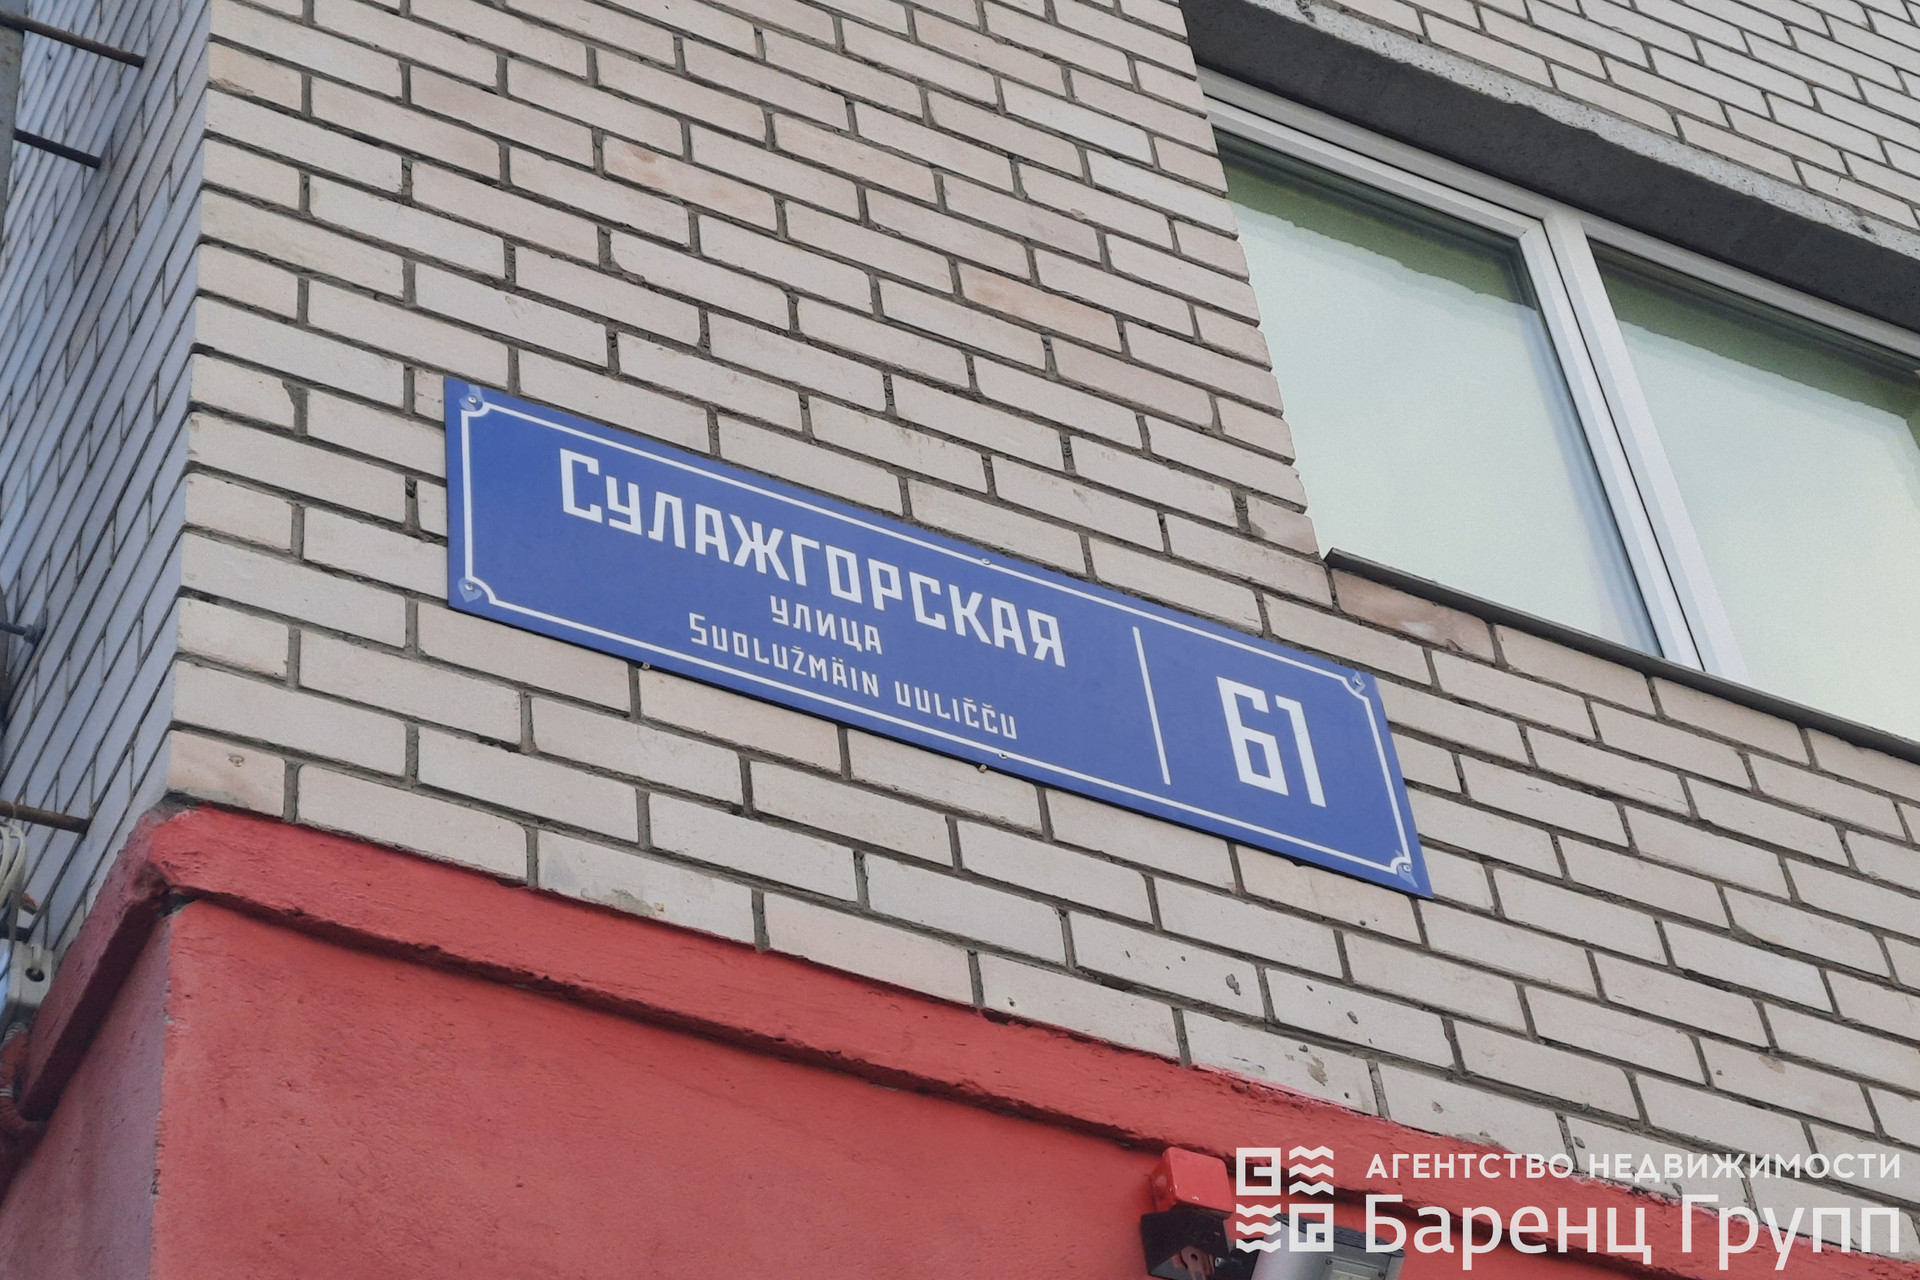 Сулажгорская
улица
Suolužmäin uuličču
61
АГЕНТСТВО НЕДВИЖИМОСТИ
Баренц Групп